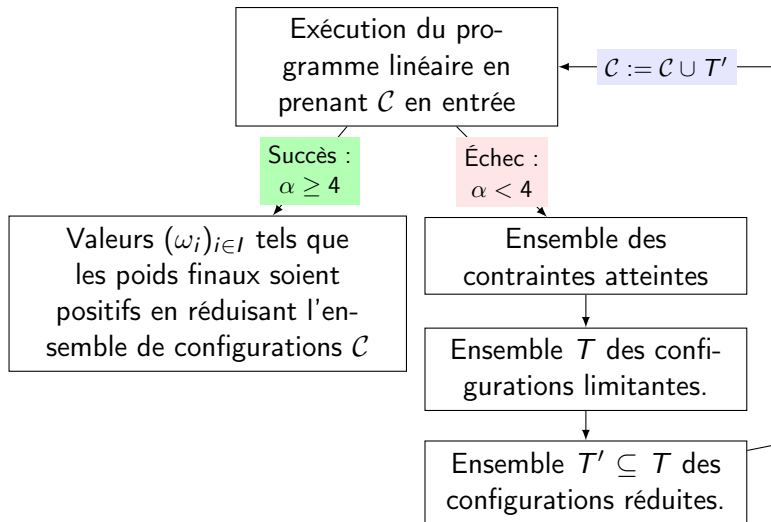 Exécution du pro-
gramme linéaire en
prenant C en entrée
C := C ∪ T′
Succès :
α ≥ 4
Échec :
α < 4
Valeurs (ωi)i∈I tels que
les poids finaux soient
positifs en réduisant l'en-
semble de configurations C
Ensemble des
contraintes atteintes
Ensemble T des confi-
gurations limitantes.
Ensemble T′ ⊆ T des
configurations réduites.